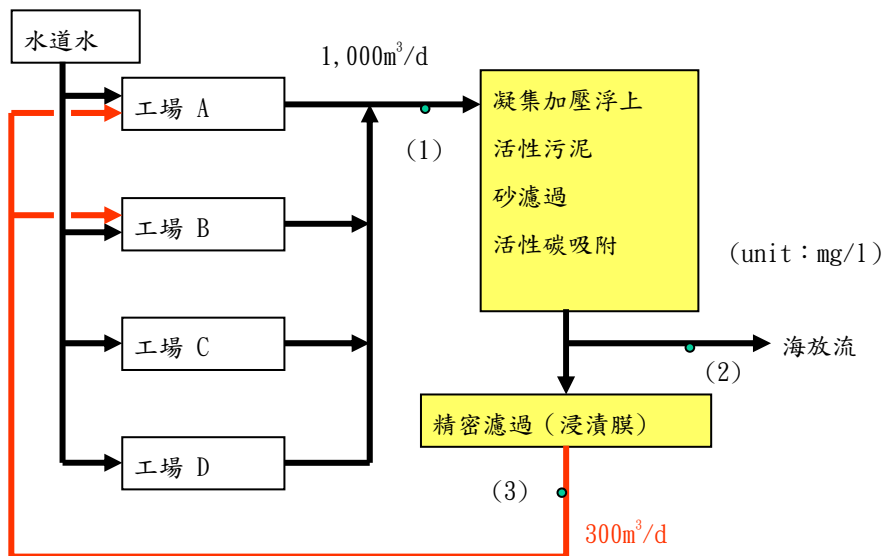 水道水
1,000m³/d
工場 A
(1)
凝集加壓浮上
活性污泥
砂濾過
活性碳吸附
(unit：mg/l)
工場 B
工場 C
(2)
海放流
精密濾過（浸漬膜）
工場 D
(3)
300m³/d